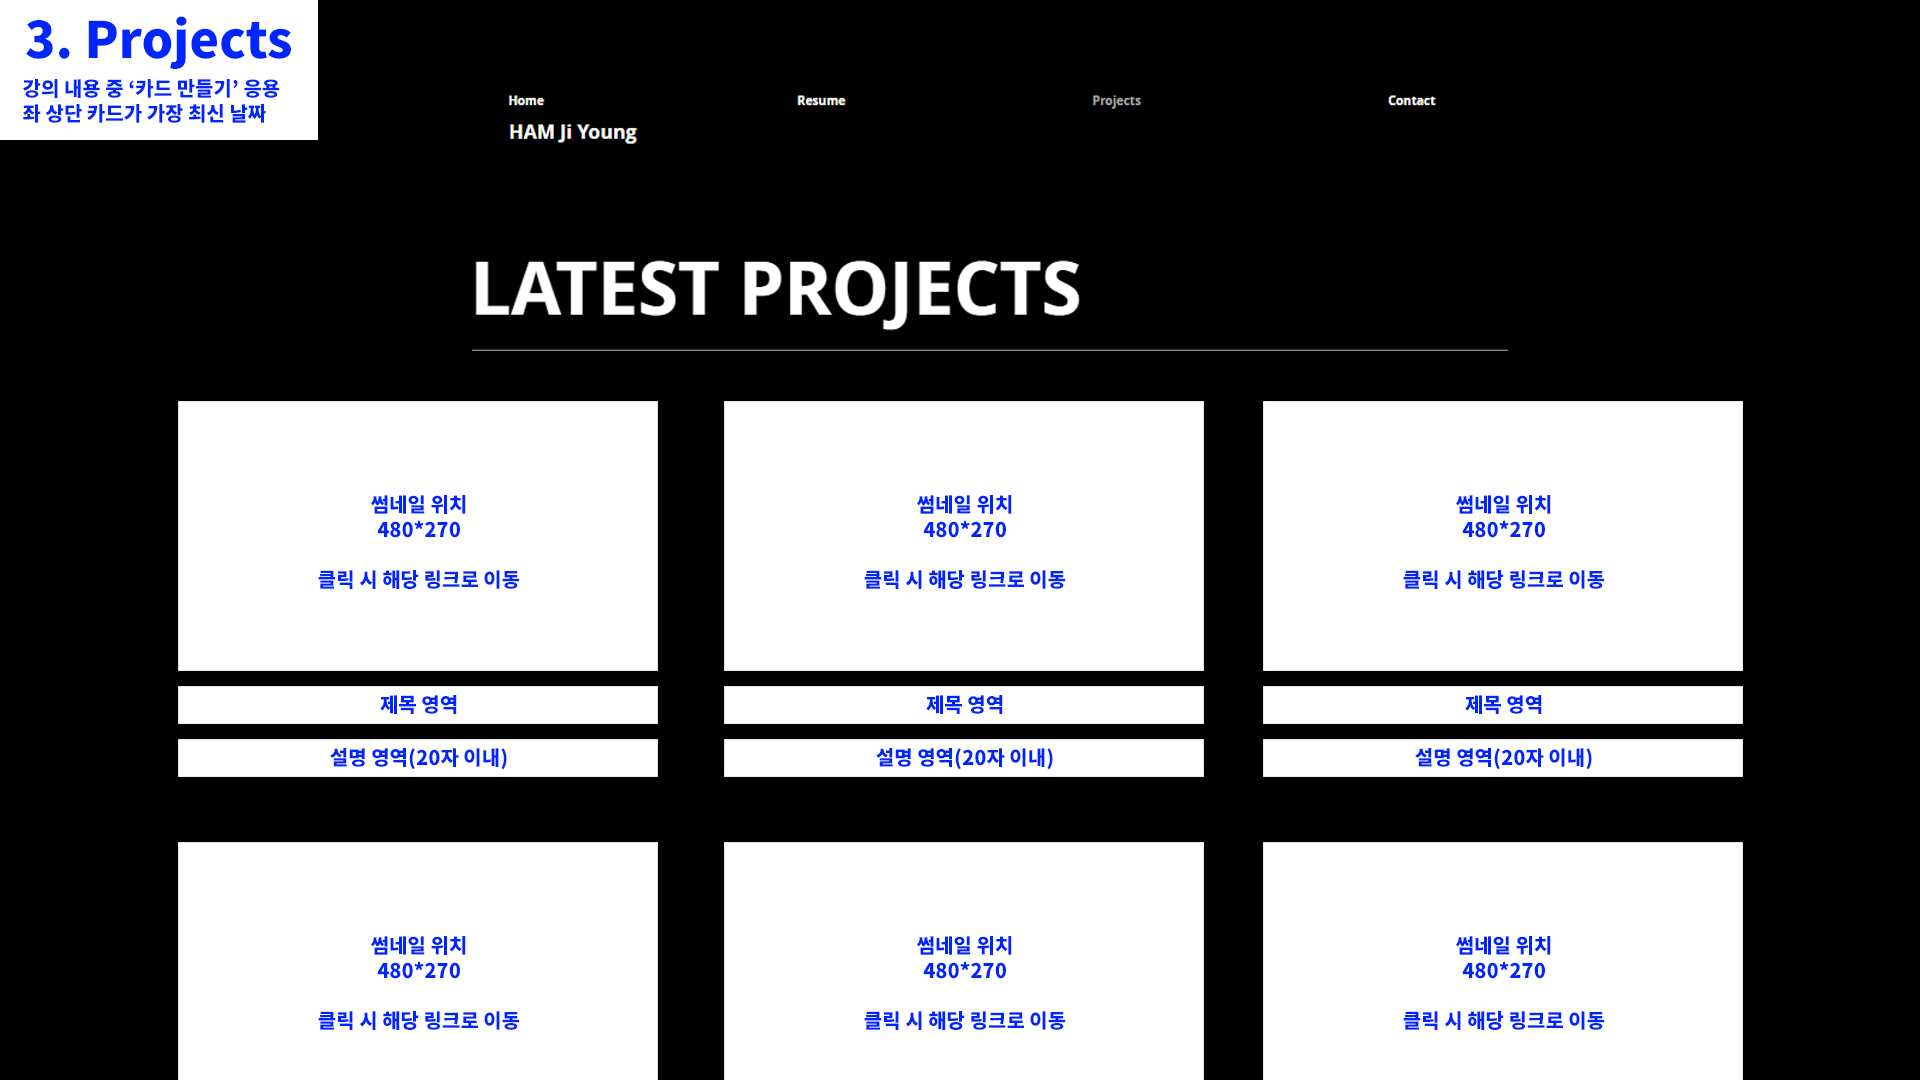 3. Projects
강의 내용 중 ‘카드 만들기’ 응용
좌 상단 카드가 가장 최신 날짜
Home Resume Projects Contact
HAM Ji Young
LATEST PROJECTS
썸네일 위치
480*270
클릭 시 해당 링크로 이동
썸네일 위치
480*270
클릭 시 해당 링크로 이동
썸네일 위치
480*270
클릭 시 해당 링크로 이동
제목 영역
제목 영역
제목 영역
설명 영역(20자 이내)
설명 영역(20자 이내)
설명 영역(20자 이내)
썸네일 위치
480*270
클릭 시 해당 링크로 이동
썸네일 위치
480*270
클릭 시 해당 링크로 이동
썸네일 위치
480*270
클릭 시 해당 링크로 이동